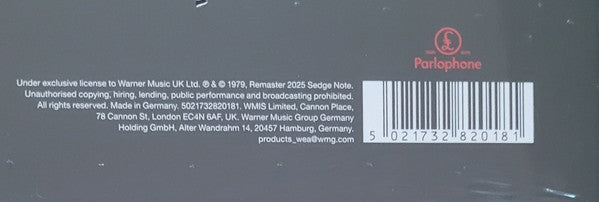 £
Parlophone
Under exclusive license to Warner Music UK Ltd. ℗ & © 1979, Remaster 2025 Sedge Note.
Unauthorised copying, hiring, lending, public performance and broadcasting prohibited.
All rights reserved. Made in Germany. 5021732820181. WMIS Limited, Cannon Place,
78 Cannon St, London EC4N 6AF, UK. Warner Music Group Germany
Holding GmbH, Alter Wandrahm 14, 20457 Hamburg, Germany.
products_wea@wmg.com
5 021732 820181